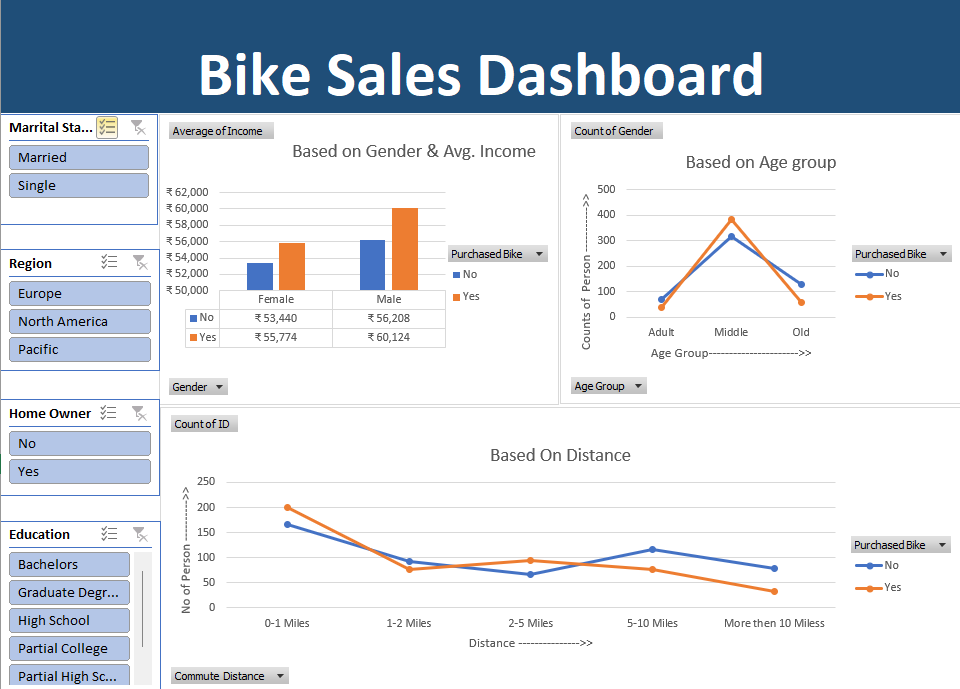 Bike Sales Dashboard
Marrital Sta...
Married
Single
Region
Europe
North America
Pacific
Home Owner
No
Yes
Education
Bachelors
Graduate Degr...
High School
Partial College
Partial High Sc...
Average of Income
Based on Gender & Avg. Income
₹ 62,000
₹ 60,000
₹ 58,000
₹ 56,000
₹ 54,000
₹ 52,000
₹ 50,000
Female Male
No ₹ 53,440 ₹ 56,208
Yes ₹ 55,774 ₹ 60,124
Purchased Bike
No
Yes
Gender
Count of Gender
Based on Age group
Counts of Person ------------>>
500
400
300
200
100
0
Adult Middle Old
Age Group----------------------->>
Purchased Bike
No
Yes
Age Group
Count of ID
Based On Distance
No of Person ------------>>
250
200
150
100
50
0
0-1 Miles 1-2 Miles 2-5 Miles 5-10 Miles More then 10 Miless
Distance --------------->>
Purchased Bike
No
Yes
Commute Distance